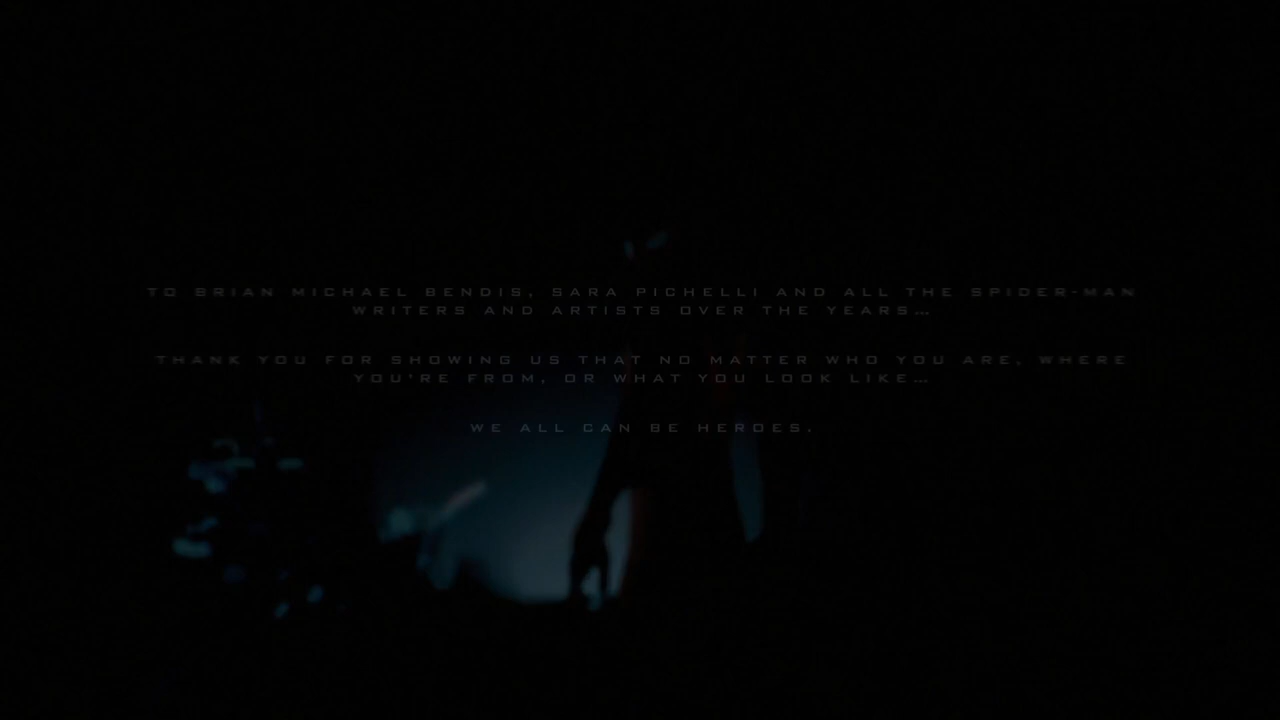 TO BRIAN MICHAEL BENDIS, SARA PICHELLI AND ALL THE SPIDER-MAN
WRITERS AND ARTISTS OVER THE YEARS...
THANK YOU FOR SHOWING US THAT NO MATTER WHO YOU ARE, WHERE
YOU'RE FROM, OR WHAT YOU LOOK LIKE...
WE ALL CAN BE HEROES.